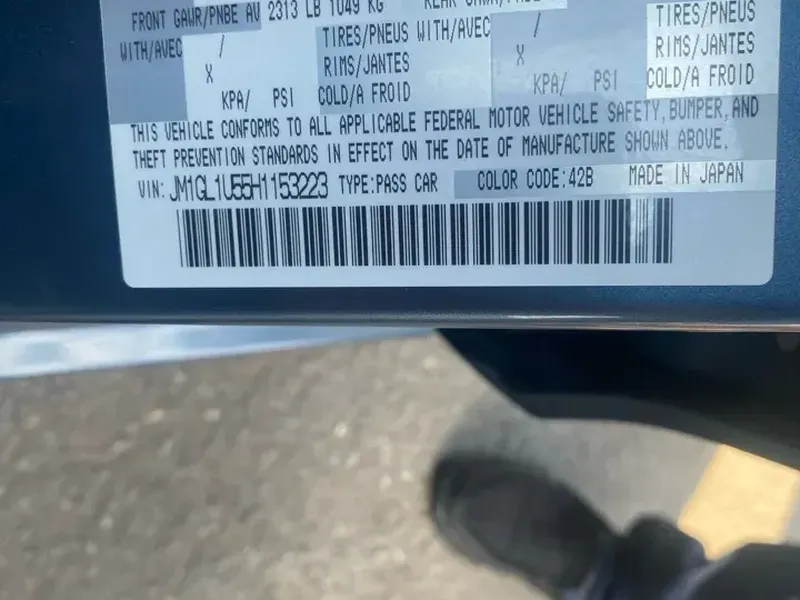 FRONT GAWR/PNBE AV 2313 LB 1049 KG REAR GAWR/
WITH/AVEC / TIRES/PNEUS WITH/AVEC / TIRES/PNEUS
X RIMS/JANTES X RIMS/JANTES
KPA/ PSI COLD/A FROID KPA/ PSI COLD/A FROID
THIS VEHICLE CONFORMS TO ALL APPLICABLE FEDERAL MOTOR VEHICLE SAFETY, BUMPER, AND
THEFT PREVENTION STANDARDS IN EFFECT ON THE DATE OF MANUFACTURE SHOWN ABOVE.
VIN: JM1GL1U55H1153223 TYPE:PASS CAR COLOR CODE:42B MADE IN JAPAN